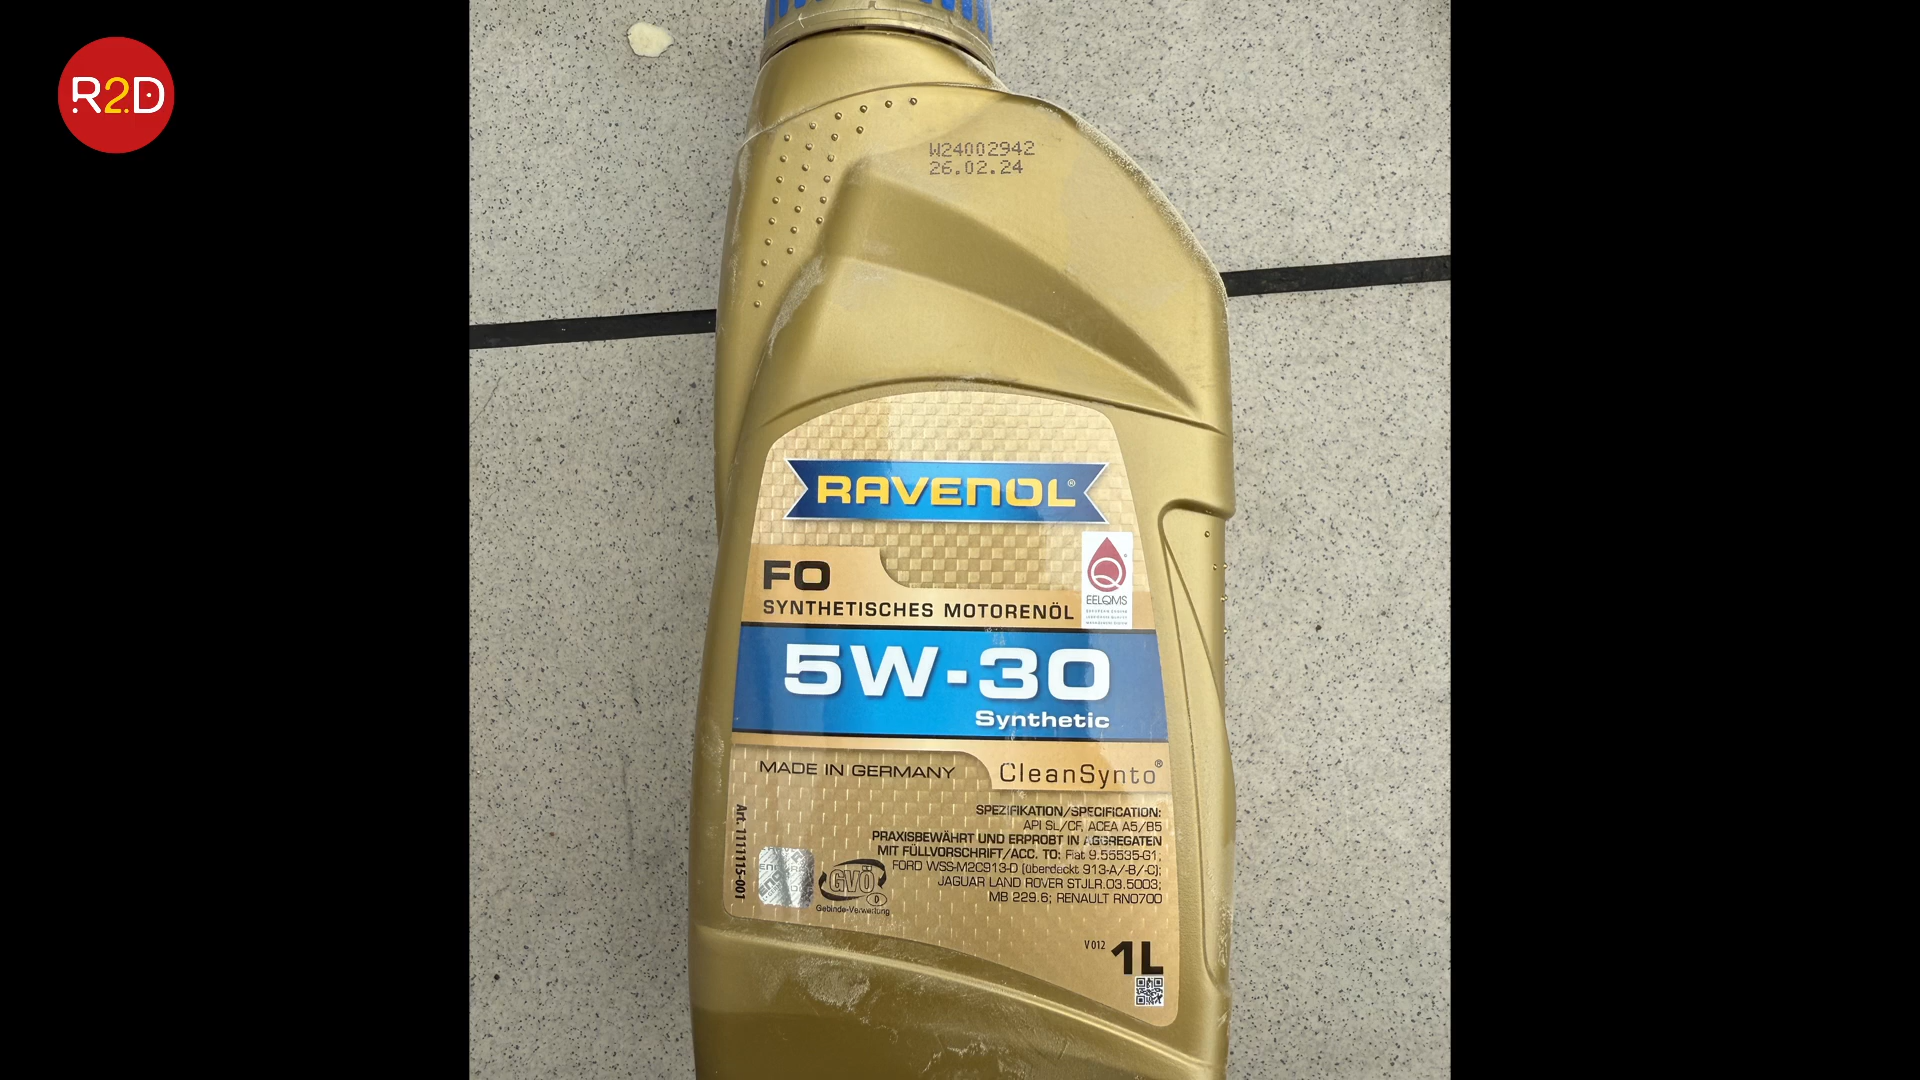 R2D
W24002942
26.02.24
RAVENOL®
FO
SYNTHETISCHES MOTORENÖL
EELQMS
5W-30
Synthetic
MADE IN GERMANY
CleanSynto®
SPEZIFIKATION/SPECIFICATION:
API SL/CF, ACEA A5/B5
PRAXISBEWÄHRT UND ERPROBT IN AGGREGATEN
MIT FÜLLVORSCHRIFT/ACC. TO: Fiat 9.55535-G1,
FORD WSS-M2C913-D (überdeckt 913-A/-B/-C);
JAGUAR LAND ROVER STJLR.03.5003;
MB 229.6; RENAULT RN0700
Art. 1111115-001
GVÖ
D
Gebinde-Verwertung
V 012
1L